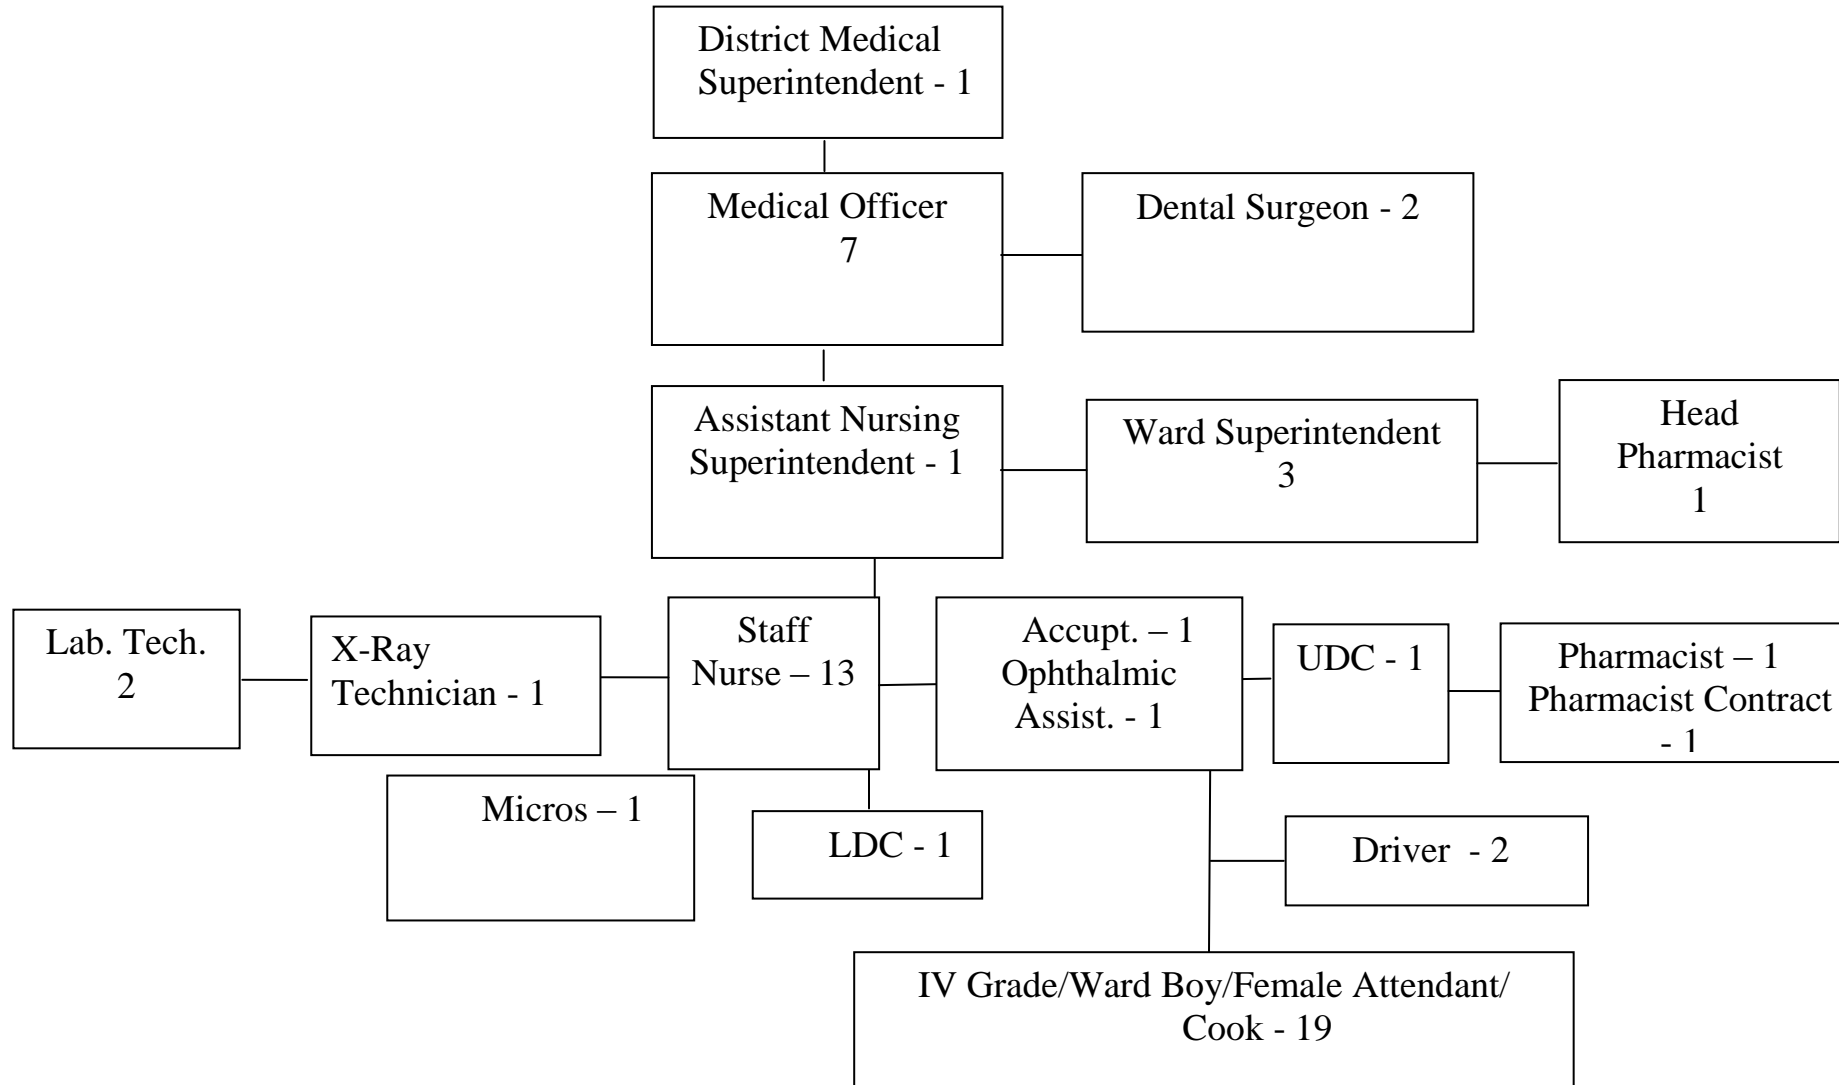 District Medical
Superintendent - 1
Medical Officer
7
Dental Surgeon - 2
Assistant Nursing
Superintendent - 1
Ward Superintendent
3
Head
Pharmacist
1
Lab. Tech.
2
X-Ray
Technician - 1
Staff
Nurse – 13
Accupt. – 1
Ophthalmic
Assist. - 1
UDC - 1
Pharmacist – 1
Pharmacist Contract
- 1
Micros – 1
LDC - 1
Driver - 2
IV Grade/Ward Boy/Female Attendant/
Cook - 19